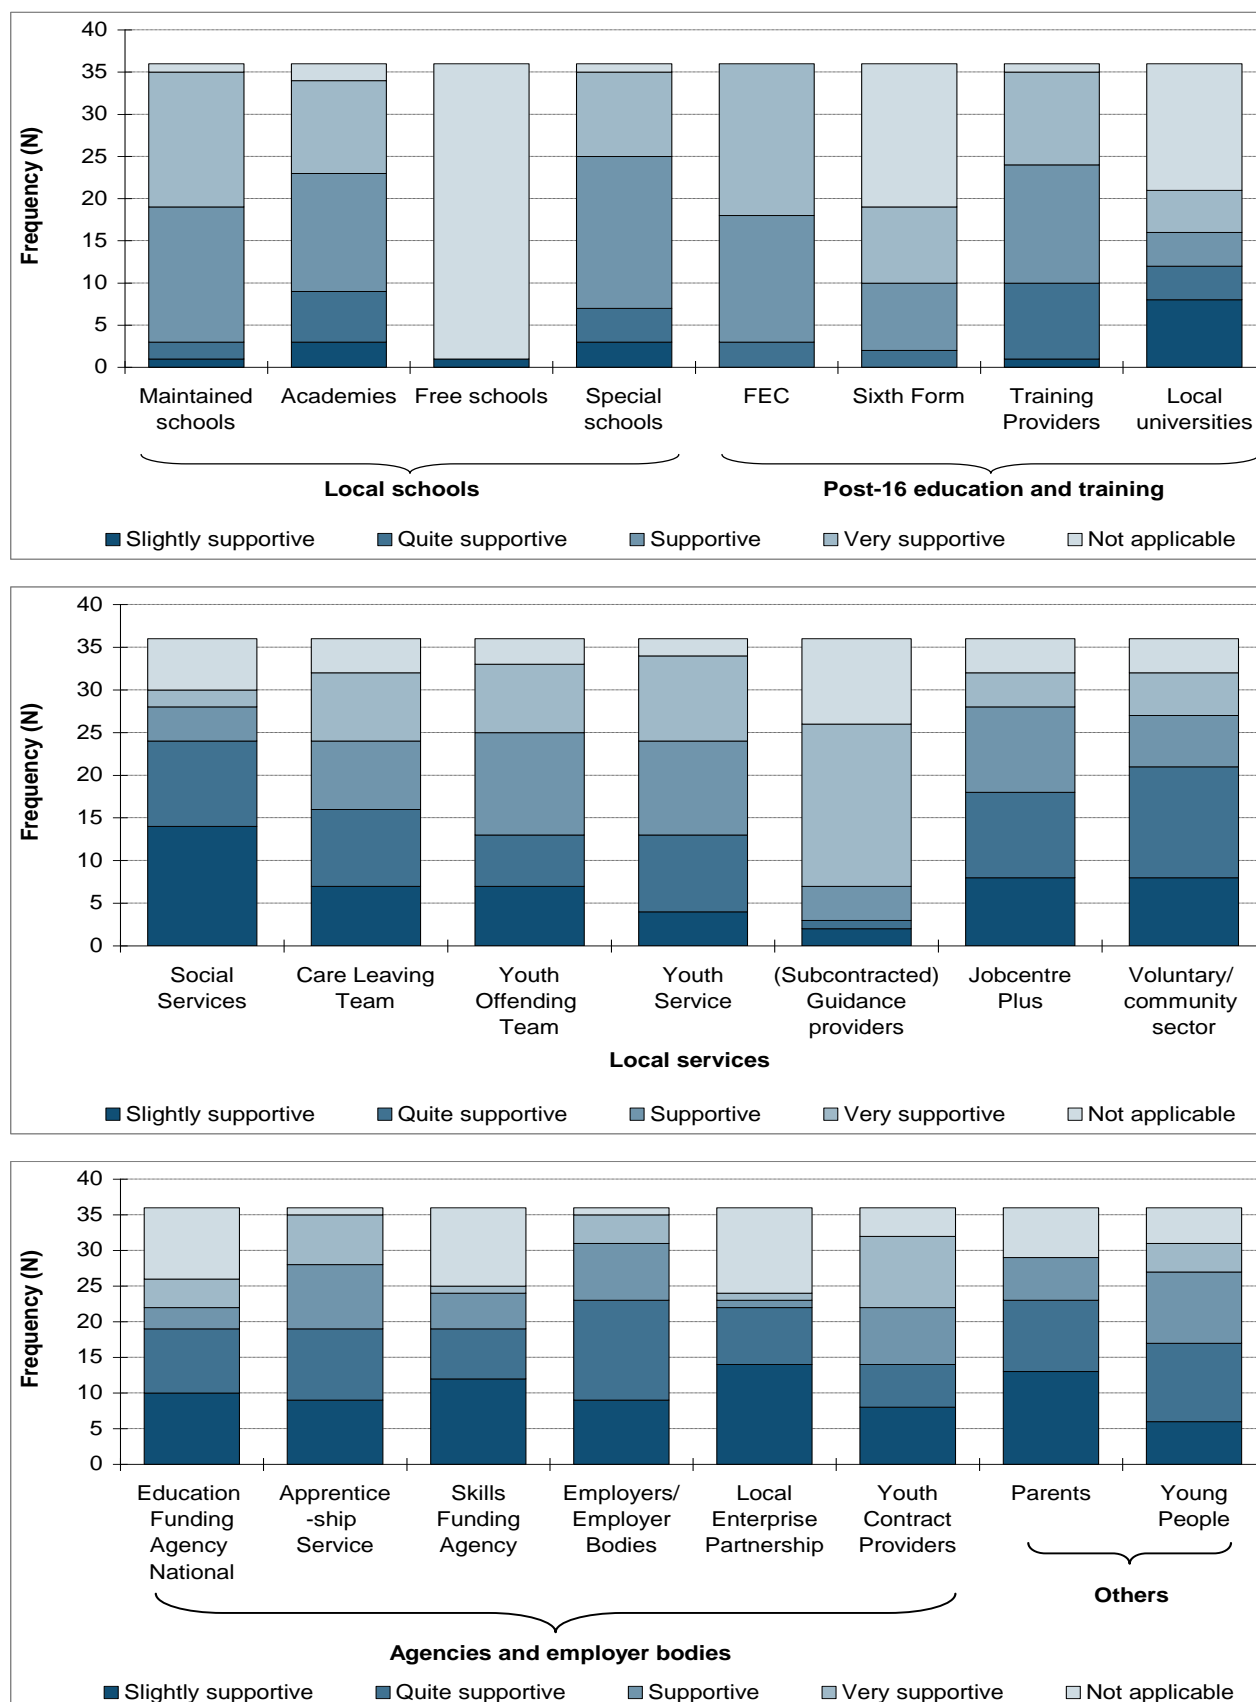 40
35
30
25
20
15
10
5
0
Frequency (N)
Maintained schools
Academies
Free schools
Special schools
FEC
Sixth Form
Training Providers
Local universities
Local schools
Post-16 education and training
Slightly supportive Quite supportive Supportive Very supportive Not applicable
40
35
30
25
20
15
10
5
0
Frequency (N)
Social Services
Care Leaving Team
Youth Offending Team
Youth Service
(Subcontracted) Guidance providers
Jobcentre Plus
Voluntary/ community sector
Local services
Slightly supportive Quite supportive Supportive Very supportive Not applicable
40
35
30
25
20
15
10
5
0
Frequency (N)
Education Funding Agency National
Apprentice -ship Service
Skills Funding Agency
Employers/ Employer Bodies
Local Enterprise Partnership
Youth Contract Providers
Parents
Young People
Others
Agencies and employer bodies
Slightly supportive Quite supportive Supportive Very supportive Not applicable